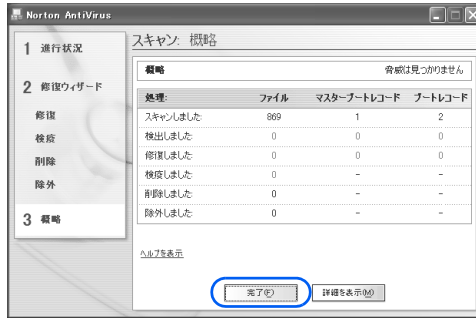 Norton AntiVirus
1 進行状況
2 修復ウィザード
修復
検疫
削除
除外
3 概略
スキャン: 概略
概略 脅威は見つかりません
処理: ファイル マスターブートレコード ブートレコード
スキャンしました: 869 1 2
検出しました: 0 0 0
修復しました: 0 0 0
検疫しました: 0 - -
削除しました: 0 - -
除外しました: 0 - -
ヘルプを表示
完了(F) 詳細を表示(M)